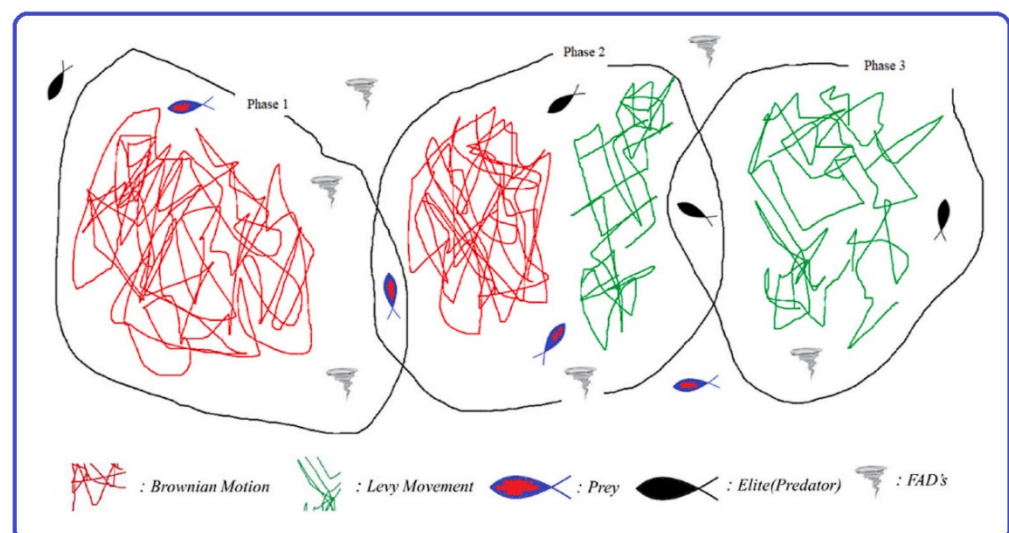 Phase 1
Phase 2
Phase 3
: Brownian Motion
: Levy Movement
: Prey
: Elite(Predator)
: FAD's